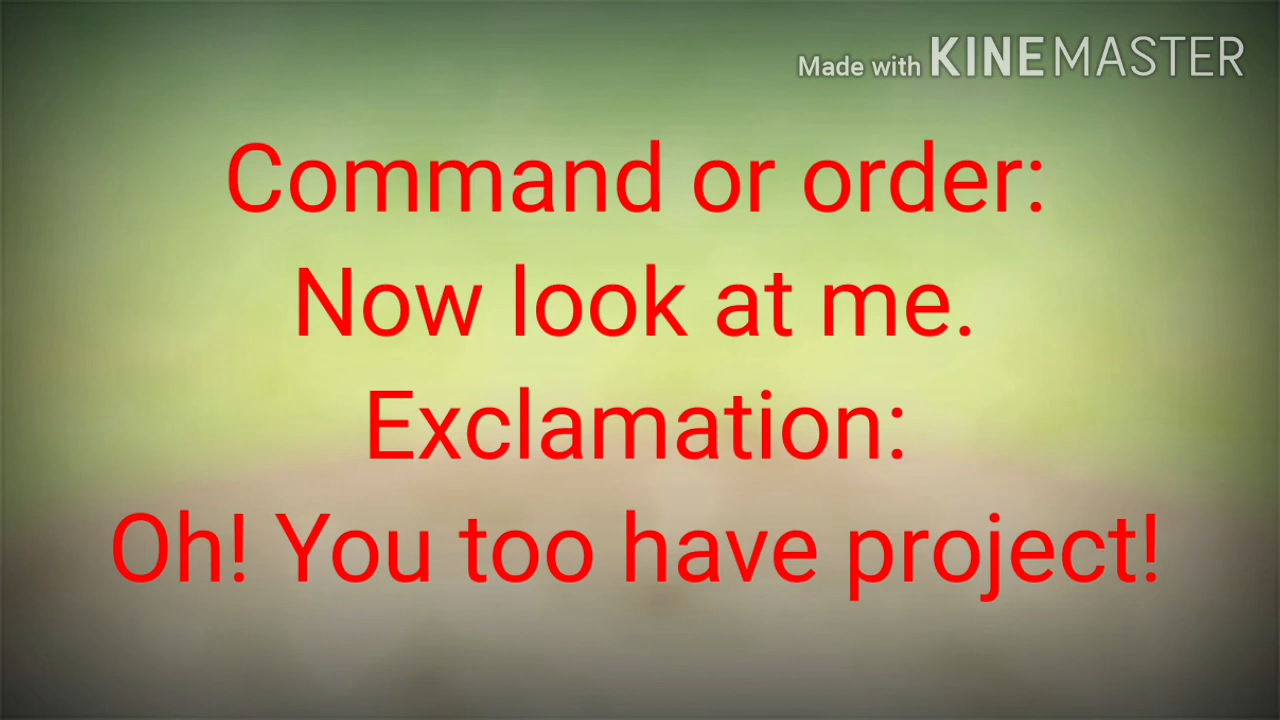 Made with KINEMASTER
Command or order:
Now look at me.
Exclamation:
Oh! You too have project!